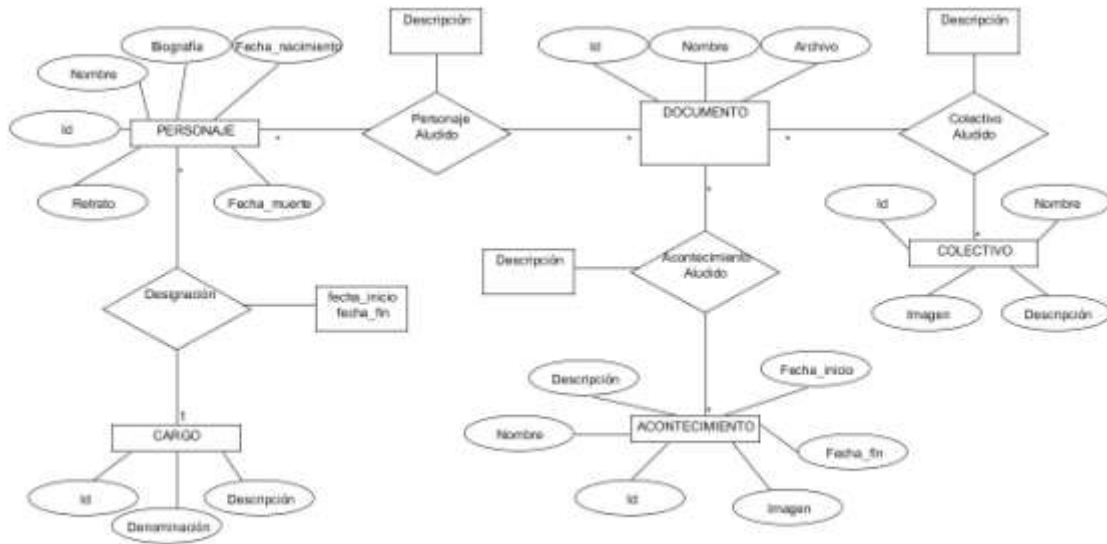 Descripción
Descripción
Biografía
Fecha_nacimiento
Id
Nombre
Archivo
Nombre
Id
PERSONAJE
*
Personaje
Aludido
*
DOCUMENTO
*
Colectivo
Aludido
*
*
Retrato
Fecha_muerte
Id
Nombre
*
COLECTIVO
Descripción
Acontecimiento
Aludido
Designación
fecha_inicio
fecha_fin
Imagen
Descripción
Descripción
Fecha_inicio
1
*
CARGO
Nombre
ACONTECIMIENTO
Fecha_fin
Id
Denominación
Descripción
Id
Imagen